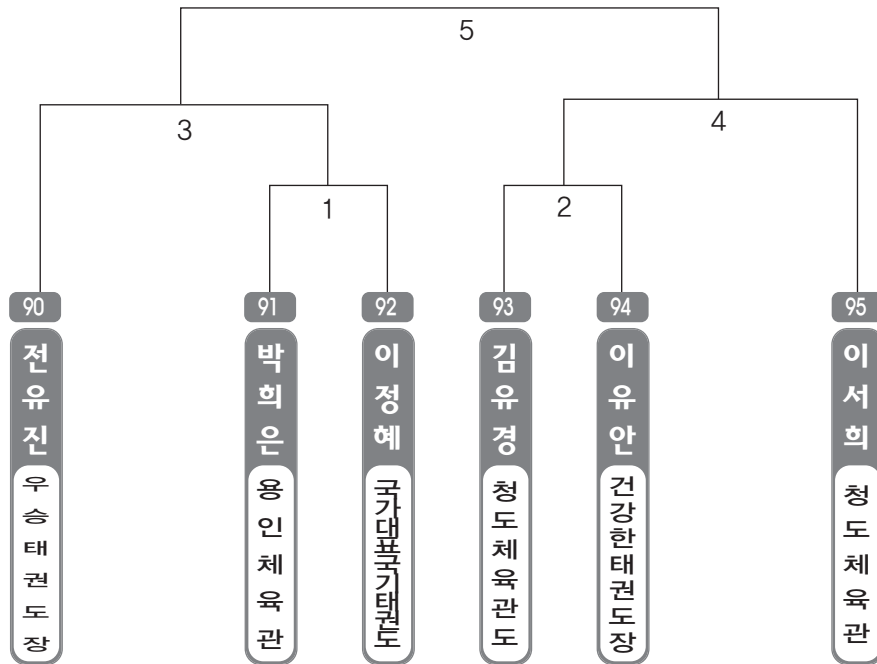 5
3
4
1
2
90
91
92
93
94
95
전유진
박희은
이정혜
김유경
이유안
이서희
우승태권도장
용인체육관
국가대표국기태권도
청도체육관도
건강한태권도장
청도체육관